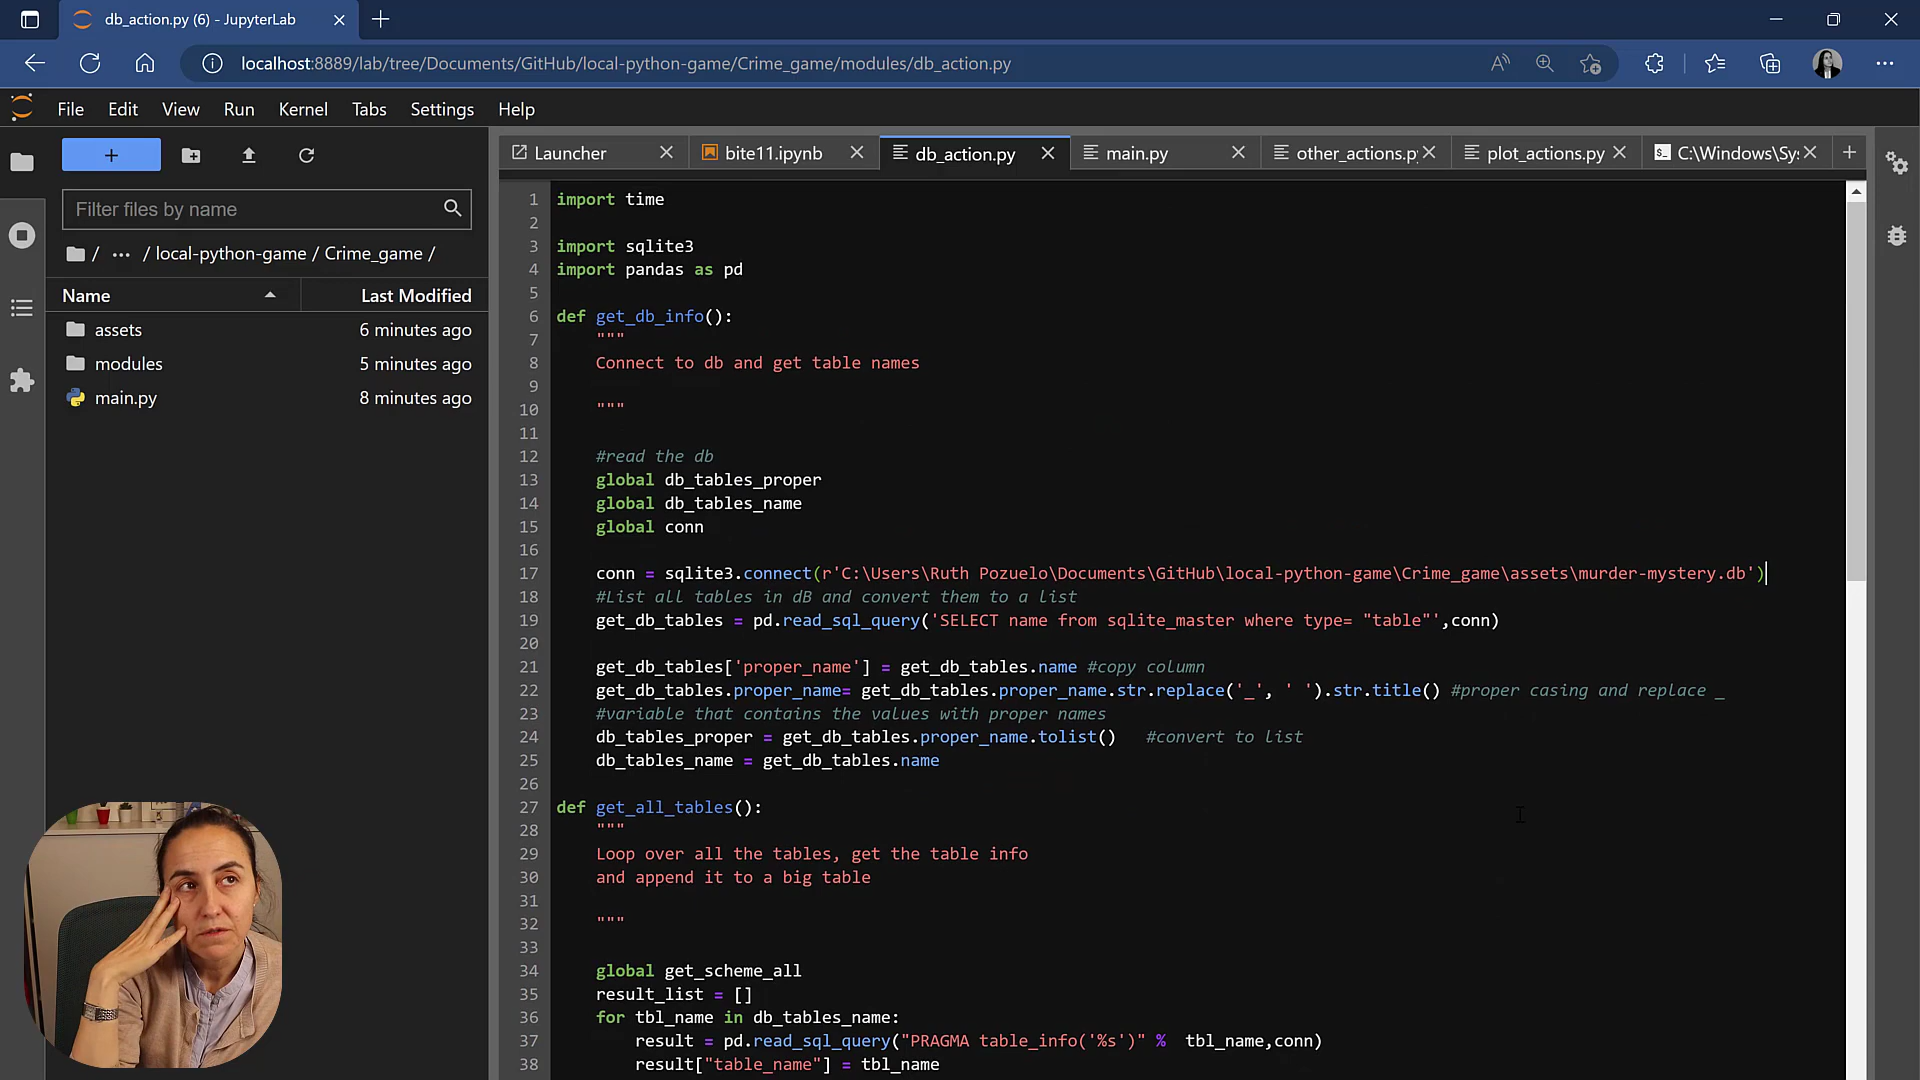 db_action.py (6) - JupyterLab
localhost:8889/lab/tree/Documents/GitHub/local-python-game/Crime_game/modules/db_action.py
File Edit View Run Kernel Tabs Settings Help
Launcher bite11.ipynb db_action.py main.py other_actions.p plot_actions.py C:\Windows\Sy:
Filter files by name
/ ... / local-python-game / Crime_game /
Name Last Modified
assets 6 minutes ago
modules 5 minutes ago
main.py 8 minutes ago
1 import time
2
3 import sqlite3
4 import pandas as pd
5
6 def get_db_info():
7 """
8 Connect to db and get table names
9
10 """
11
12 #read the db
13 global db_tables_proper
14 global db_tables_name
15 global conn
16
17 conn = sqlite3.connect(r'C:\Users\Ruth Pozuelo\Documents\GitHub\local-python-game\Crime_game\assets\murder-mystery.db')
18 #List all tables in dB and convert them to a list
19 get_db_tables = pd.read_sql_query('SELECT name from sqlite_master where type= "table"',conn)
20
21 get_db_tables['proper_name'] = get_db_tables.name #copy column
22 get_db_tables.proper_name= get_db_tables.proper_name.str.replace('_', ' ').str.title() #proper casing and replace _
23 #variable that contains the values with proper names
24 db_tables_proper = get_db_tables.proper_name.tolist() #convert to list
25 db_tables_name = get_db_tables.name
26
27 def get_all_tables():
28 """
29 Loop over all the tables, get the table info
30 and append it to a big table
31
32 """
33
34 global get_scheme_all
35 result_list = []
36 for tbl_name in db_tables_name:
37 result = pd.read_sql_query("PRAGMA table_info('%s')" % tbl_name,conn)
38 result["table_name"] = tbl_name